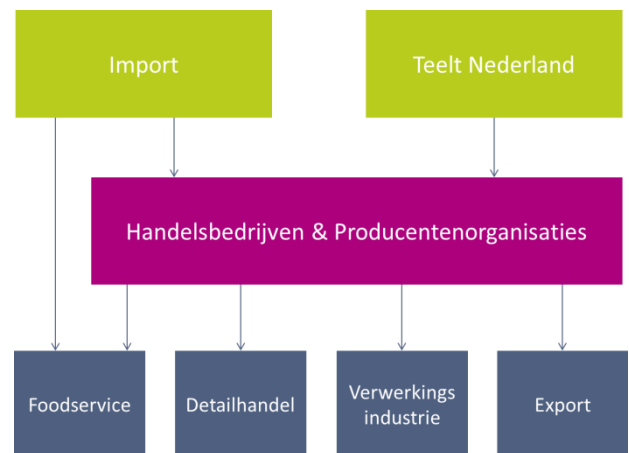 Import
Teelt Nederland
Handelsbedrijven & Producentenorganisaties
Foodservice
Detailhandel
Verwerkings
industrie
Export